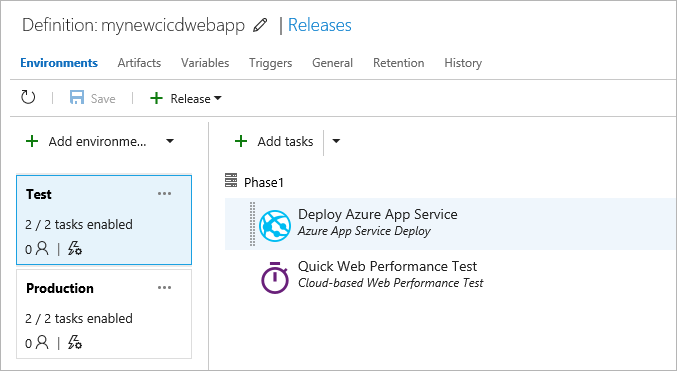 Definition: mynewcicdwebapp | Releases
Environments Artifacts Variables Triggers General Retention History
Save + Release
+ Add environme... + Add tasks
Test ...
2 / 2 tasks enabled
0 |
Production ...
2 / 2 tasks enabled
0 |
Phase1
Deploy Azure App Service
Azure App Service Deploy
Quick Web Performance Test
Cloud-based Web Performance Test